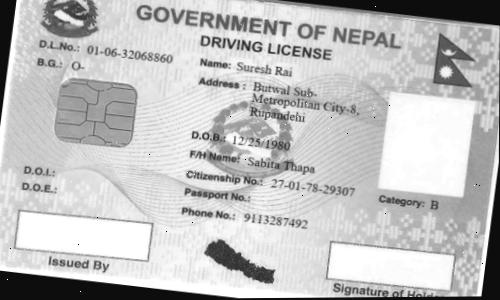 GOVERNMENT OF NEPAL
DRIVING LICENSE
D.L.No.: 01-06-32068860
B.G.: O-
Name: Suresh Rai
Address : Butwal Sub-
Metropolitan City-8,
Rupandehi
D.O.B.: 12/25/1980
F/H Name: Sabita Thapa
Citizenship No.: 27-01-78-29307
Passport No.:
Phone No.: 9113287492
D.O.I.:
D.O.E.:
Category: B
Issued By
Signature of Holder